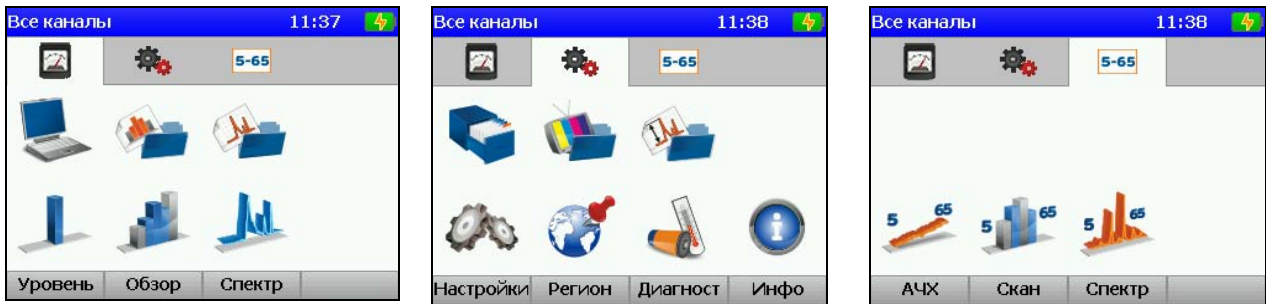 Все каналы 11:37
5-65
Уровень Обзор Спектр
Все каналы 11:38
5-65
Настройки Регион Диагност Инфо
Все каналы 11:38
5-65
5 65 5 65 5 65
АЧХ Скан Спектр